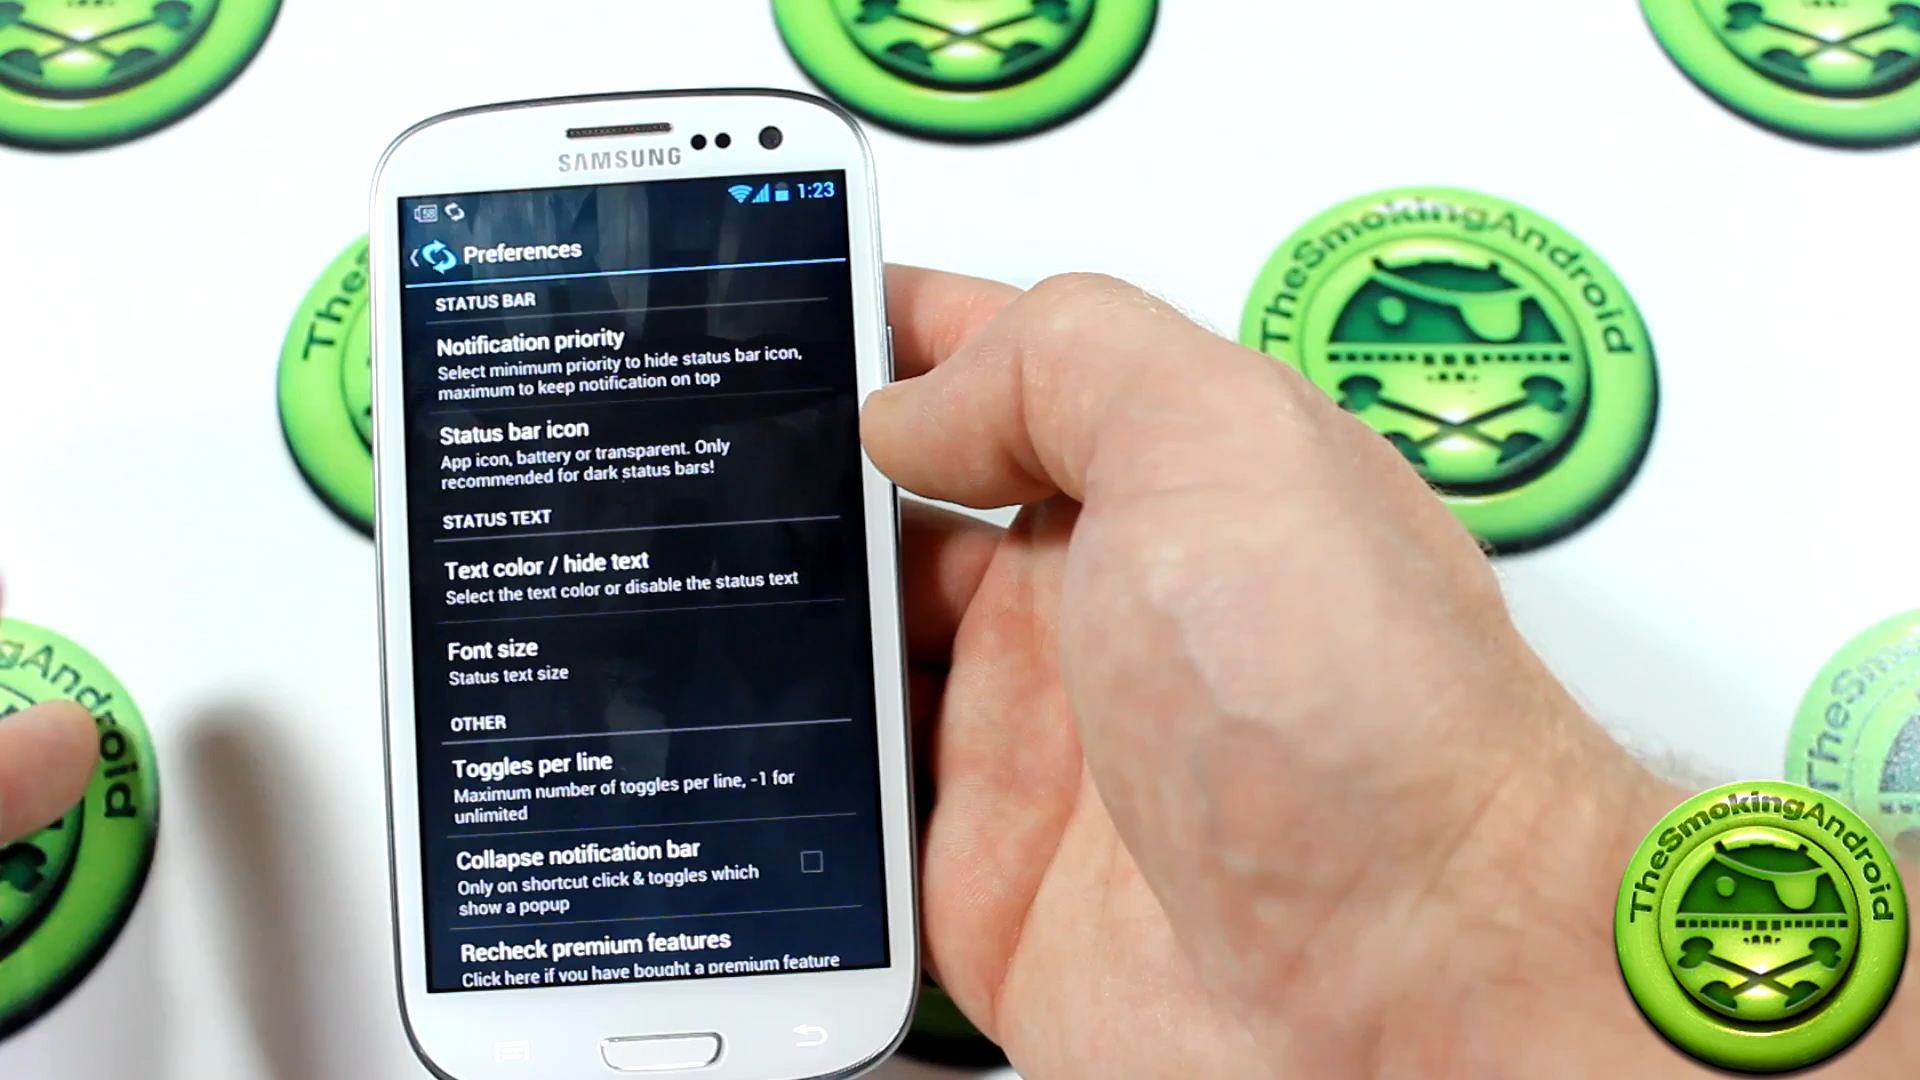 SAMSUNG
58
1:23
Preferences
STATUS BAR
Notification priority
Select minimum priority to hide status bar icon,
maximum to keep notification on top
Status bar icon
App icon, battery or transparent. Only
recommended for dark status bars!
STATUS TEXT
Text color / hide text
Select the text color or disable the status text
Font size
Status text size
OTHER
Toggles per line
Maximum number of toggles per line, -1 for
unlimited
Collapse notification bar
Only on shortcut click & toggles which
show a popup
Recheck premium features
Click here if you have bought a premium feature
TheSmokingAndroid
TheS
gAndroid
TheSm
TheSmokingAndroid